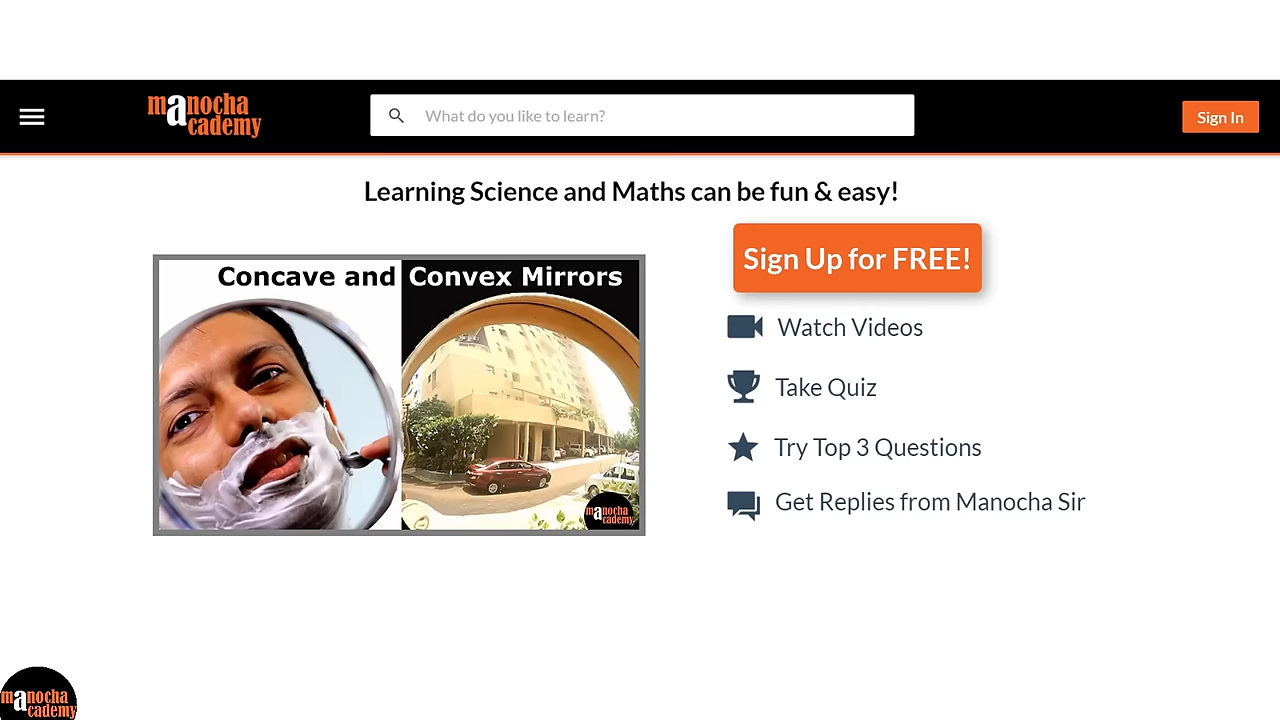 manocha
academy
What do you like to learn?
Sign In
Learning Science and Maths can be fun & easy!
Sign Up for FREE!
Concave and Convex Mirrors
Watch Videos
Take Quiz
Try Top 3 Questions
Get Replies from Manocha Sir
manocha
academy
manocha
academy